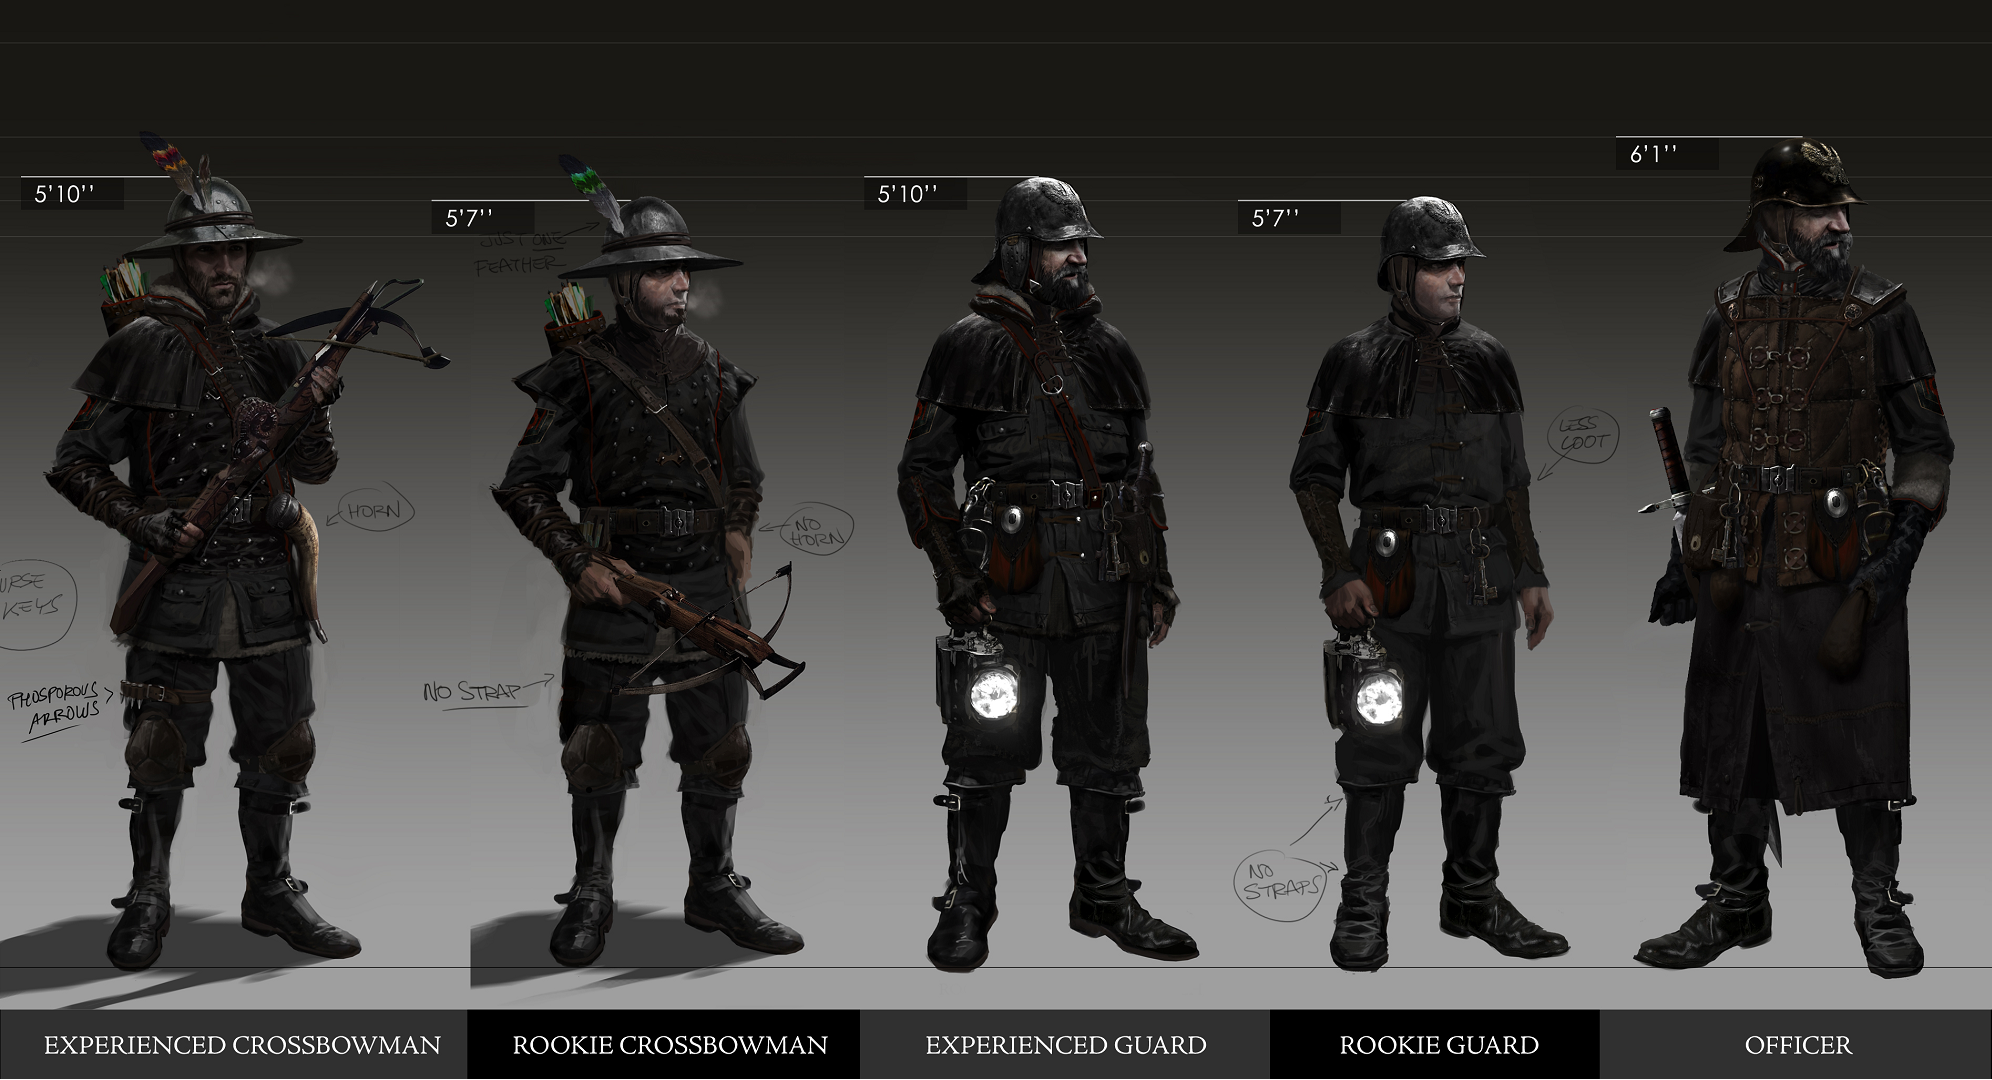 6'1''
5'10''
5'7''
JUST ONE
FEATHER
5'10''
5'7''
LESS
LOOT
HORN
NO
HORN
KEYS
PHOSPOROUS
ARROWS
NO STRAP
NO
STRAPS
EXPERIENCED CROSSBOWMAN
ROOKIE CROSSBOWMAN
EXPERIENCED GUARD
ROOKIE GUARD
OFFICER